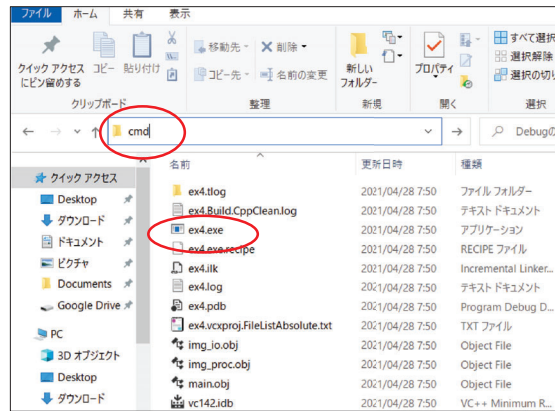 ファイル ホーム 共有 表示
クイック アクセス
にピン留めする
コピー
貼り付け
移動先
コピー先
削除
名前の変更
新しい
フォルダー
プロパティ
すべて選択
選択解除
選択の切り
クリップボード 整理 新規 開く 選択
cmd
Debugの
名前 更新日時 種類
クイック アクセス
Desktop
ダウンロード
ドキュメント
ピクチャ
Documents
Google Drive
PC
3D オブジェクト
Desktop
ダウンロード
ex4.tlog 2021/04/28 7:50 ファイル フォルダー
ex4.Build.CppClean.log 2021/04/28 7:50 テキスト ドキュメント
ex4.exe 2021/04/28 7:50 アプリケーション
ex4.exe.recipe 2021/04/28 7:50 RECIPE ファイル
ex4.ilk 2021/04/28 7:50 Incremental Linker...
ex4.log 2021/04/28 7:50 テキスト ドキュメント
ex4.pdb 2021/04/28 7:50 Program Debug D...
ex4.vcxproj.FileListAbsolute.txt 2021/04/28 7:50 TXT ファイル
img_io.obj 2021/04/28 7:50 Object File
img_proc.obj 2021/04/28 7:50 Object File
main.obj 2021/04/28 7:50 Object File
vc142.idb 2021/04/28 7:50 VC++ Minimum R...